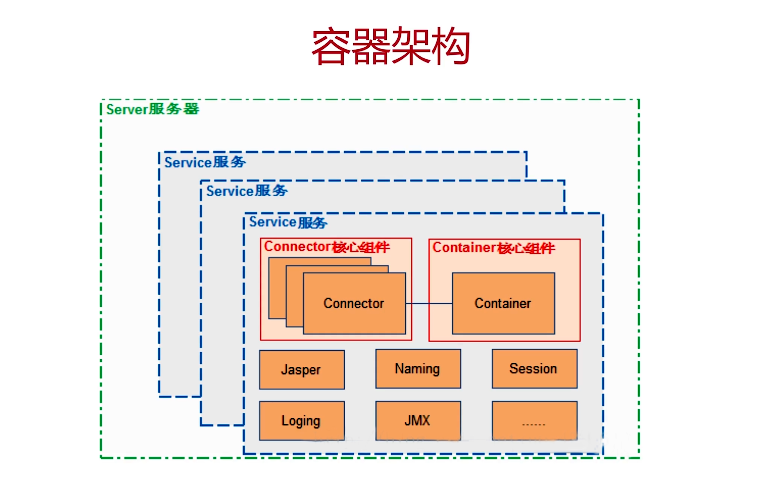 容器架构
Server服务器
Service服务
Service服务
Service服务
Connector核心组件
Container核心组件
Connector
Container
Jasper
Naming
Session
Loging
JMX
......